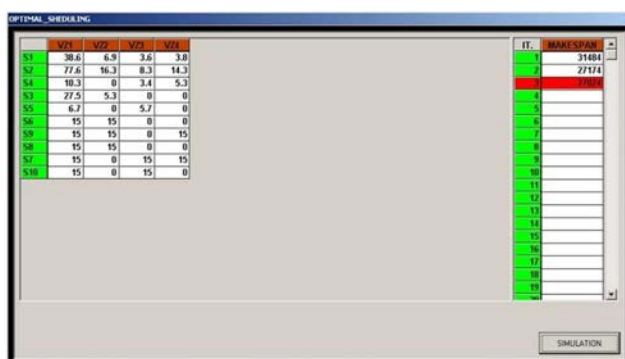 OPTIMAL_SHEDULING
VZ1 VZ2 VZ3 VZ4
S1 38.6 6.9 3.6 3.8
S2 77.6 16.3 8.3 14.3
S4 10.3 0 3.4 5.3
S3 27.5 5.3 0 0
S5 6.7 0 5.7 0
S6 15 15 0 0
S9 15 15 0 15
S8 15 15 0 0
S7 15 0 15 15
S10 15 0 15 0
IT. MAKESPAN
1 31484
2 27174
3 27024
4
5
6
7
8
9
10
11
12
13
14
15
16
17
18
19
SIMULATION